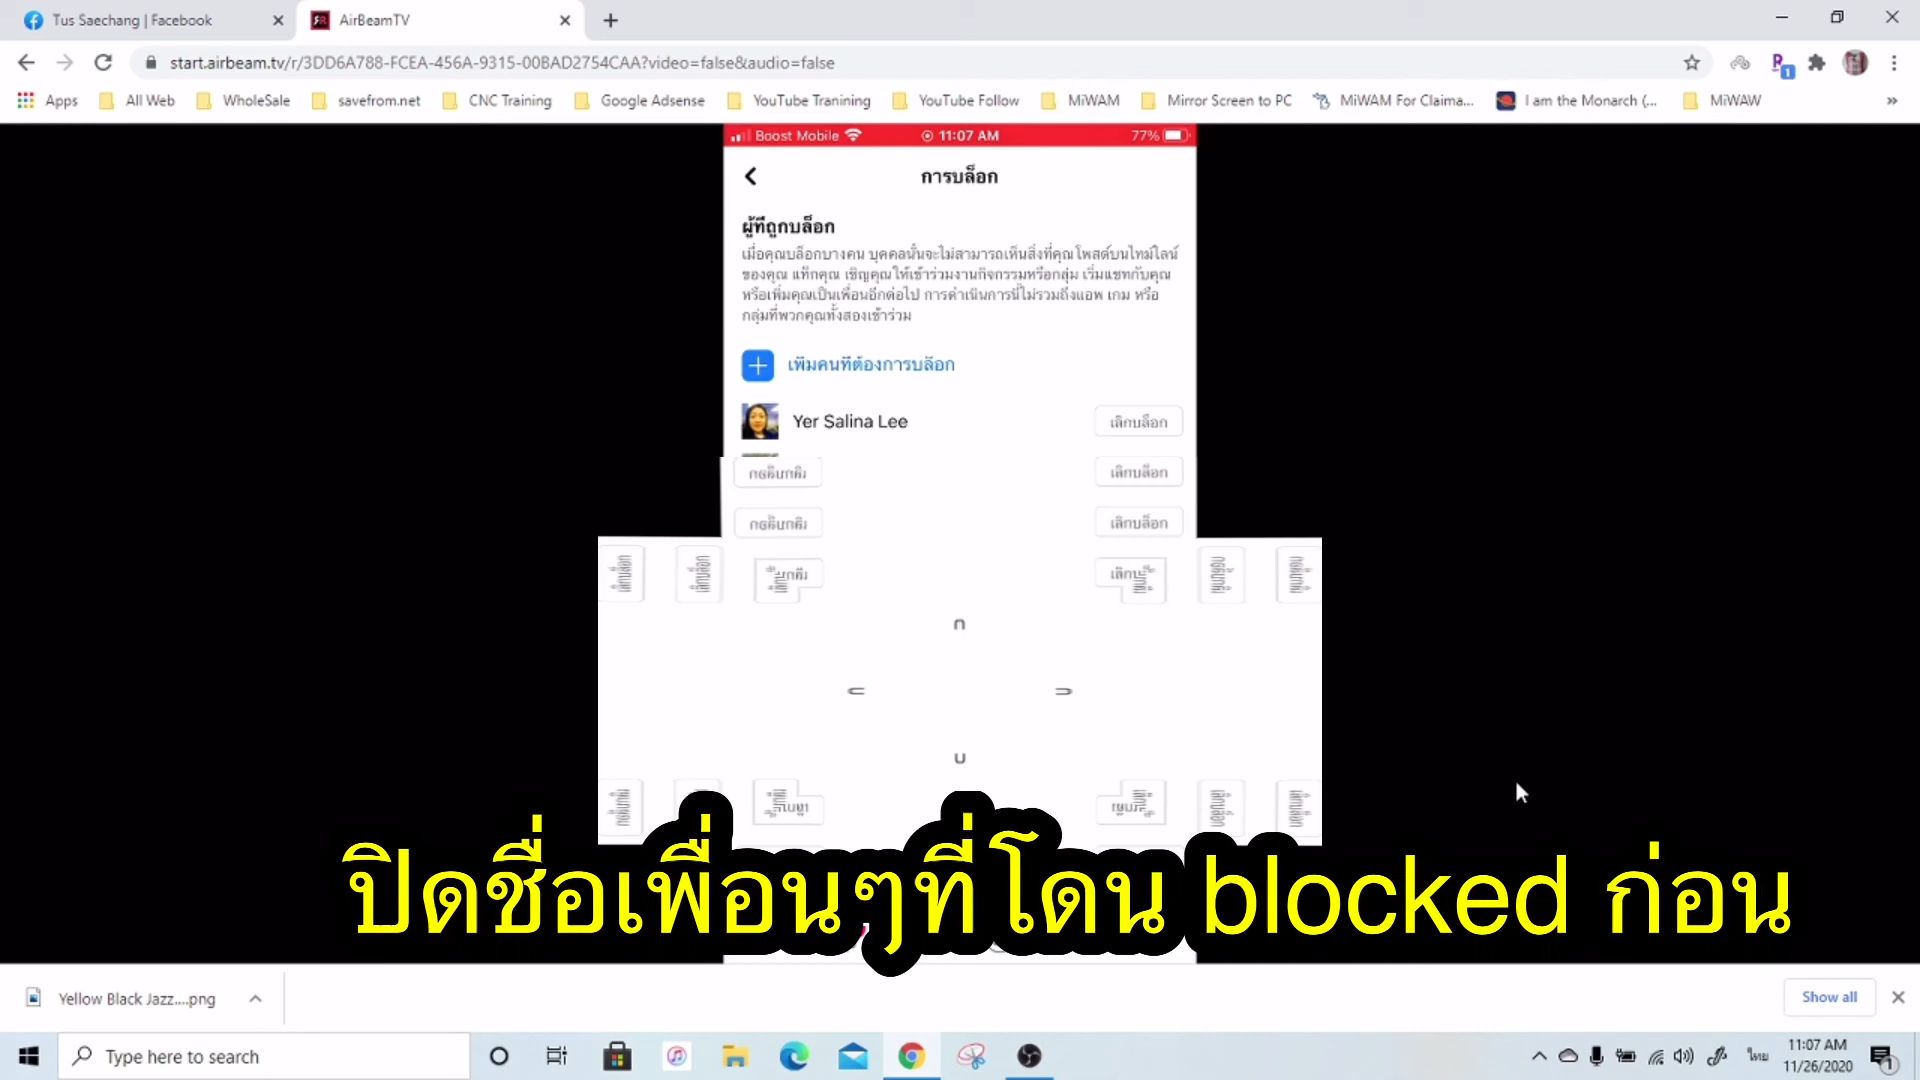 Tus Saechang | Facebook
AirBeamTV
start.airbeam.tv/r/3DD6A788-FCEA-456A-9315-00BAD2754CAA?video=false&audio=false
Apps
All Web
WholeSale
savefrom.net
CNC Training
Google Adsense
YouTube Tranining
YouTube Follow
MiWAM
Mirror Screen to PC
MiWAM For Claima...
I am the Monarch (...
MiWAW
»
Boost Mobile
11:07 AM
77%
การบล็อก
ผู้ที่ถูกบล็อก
เมื่อคุณบล็อกบางคน บุคคลนั้นจะไม่สามารถเห็นสิ่งที่คุณโพสต์บนไทม์ไลน์
ของคุณ แท็กคุณ เชิญคุณให้เข้าร่วมงานกิจกรรมหรือกลุ่ม เริ่มแชทกับคุณ
หรือเพิ่มคุณเป็นเพื่อนอีกต่อไป การดำเนินการนี้ไม่รวมถึงแอพ เกม หรือ
กลุ่มที่พวกคุณทั้งสองเข้าร่วม
เพิ่มคนที่ต้องการบล็อก
Yer Salina Lee
เลิกบล็อก
เลิกบล็อก
เลิกบล็อก
ปิดชื่อเพื่อนๆที่โดน blocked ก่อน
Yellow Black Jazz....png
Show all
Type here to search
ไทย
11:07 AM
11/26/2020
1